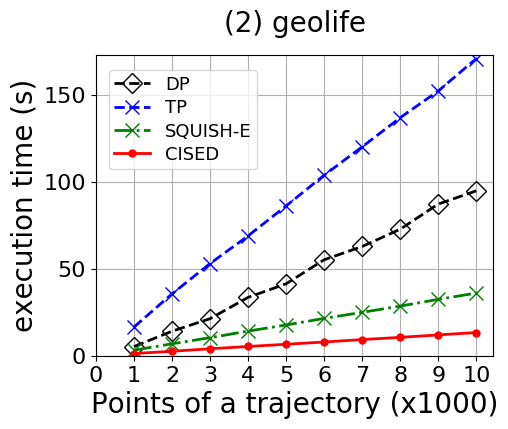 (2) geolife
execution time (s)
150
100
50
0
DP
TP
SQUISH-E
CISED
0 1 2 3 4 5 6 7 8 9 10
Points of a trajectory (x1000)